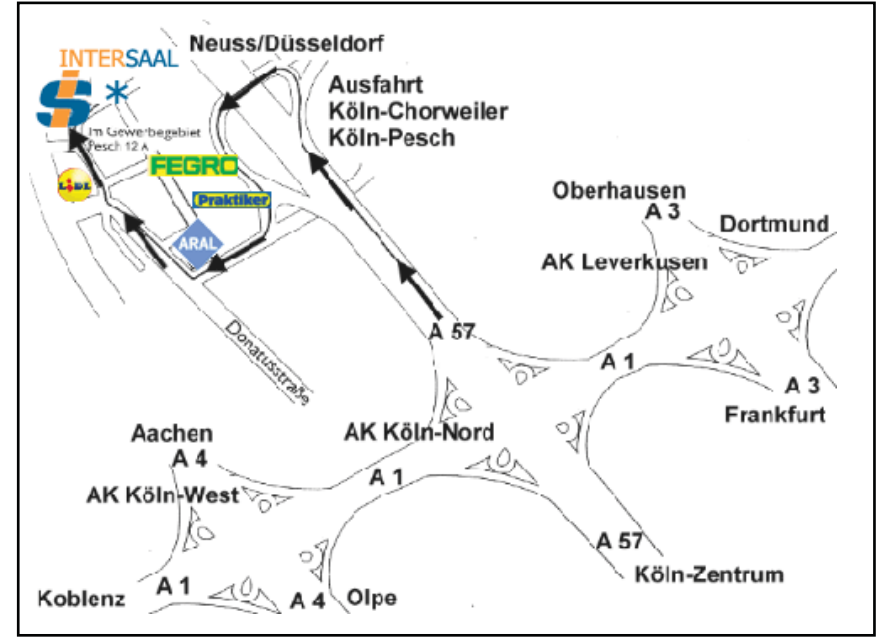 Neuss/Düsseldorf
INTERSAAL
is
*
Ausfahrt
Köln-Chorweiler
Köln-Pesch
Im Gewerbegebiet
Pesch 12 A
FEGRO
LIDL
Praktiker
ARAL
Oberhausen
A 3
Dortmund
AK Leverkusen
A 57
Donatusstraße
A 1
A 3
Frankfurt
Aachen
A 4
AK Köln-Nord
A 1
AK Köln-West
A 57
Köln-Zentrum
A 1
Koblenz
A 4
Olpe